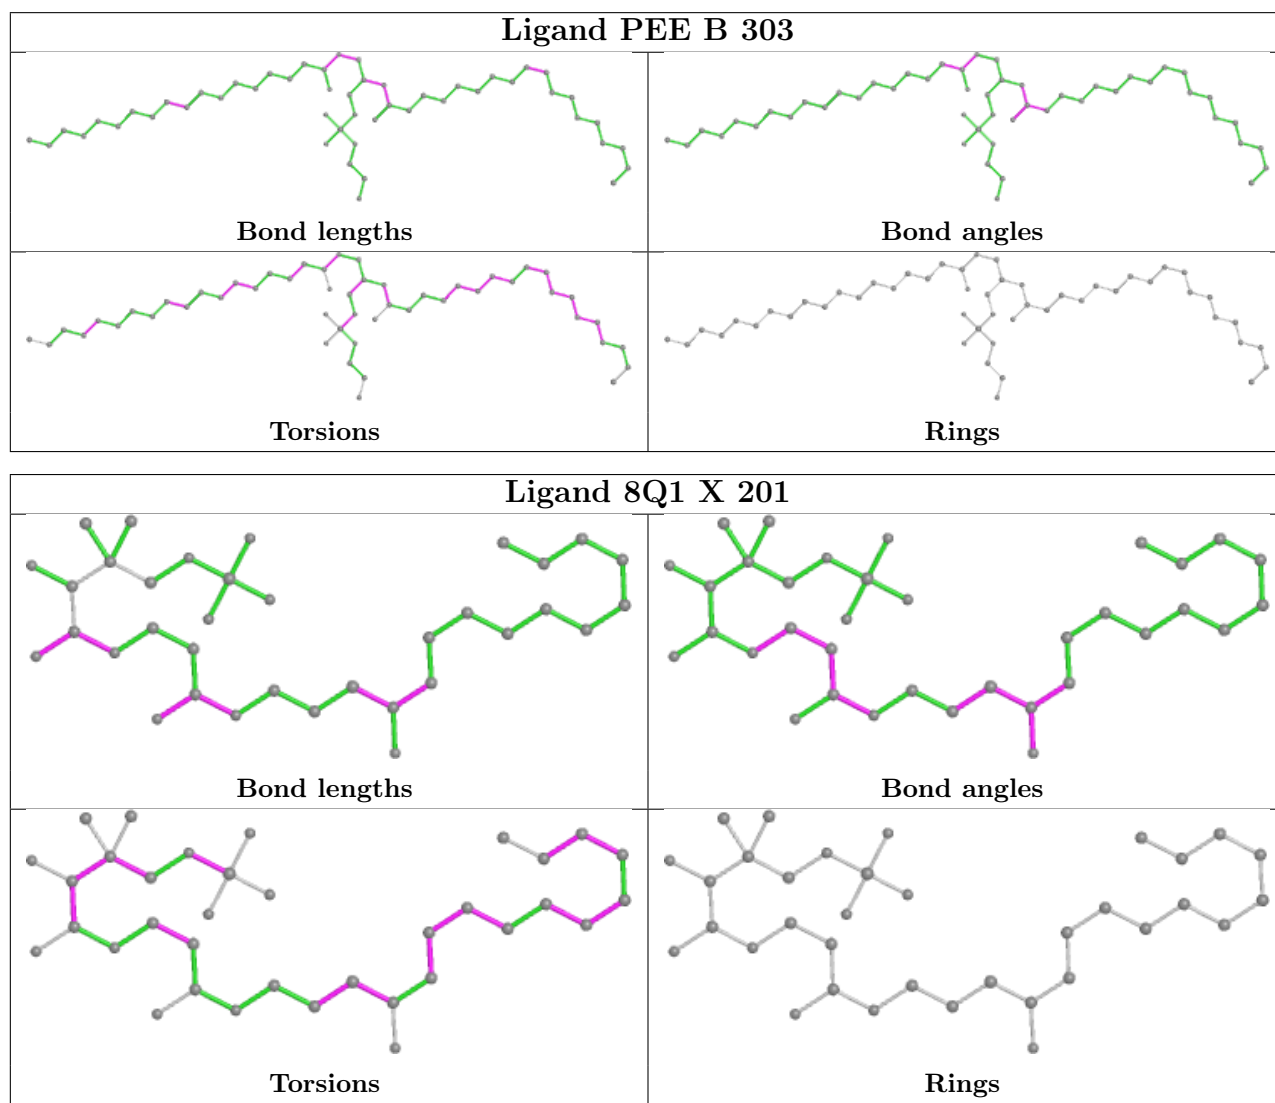 Ligand PEE B 303
Bond lengths
Bond angles
Torsions
Rings
Ligand 8Q1 X 201
Bond lengths
Bond angles
Torsions
Rings